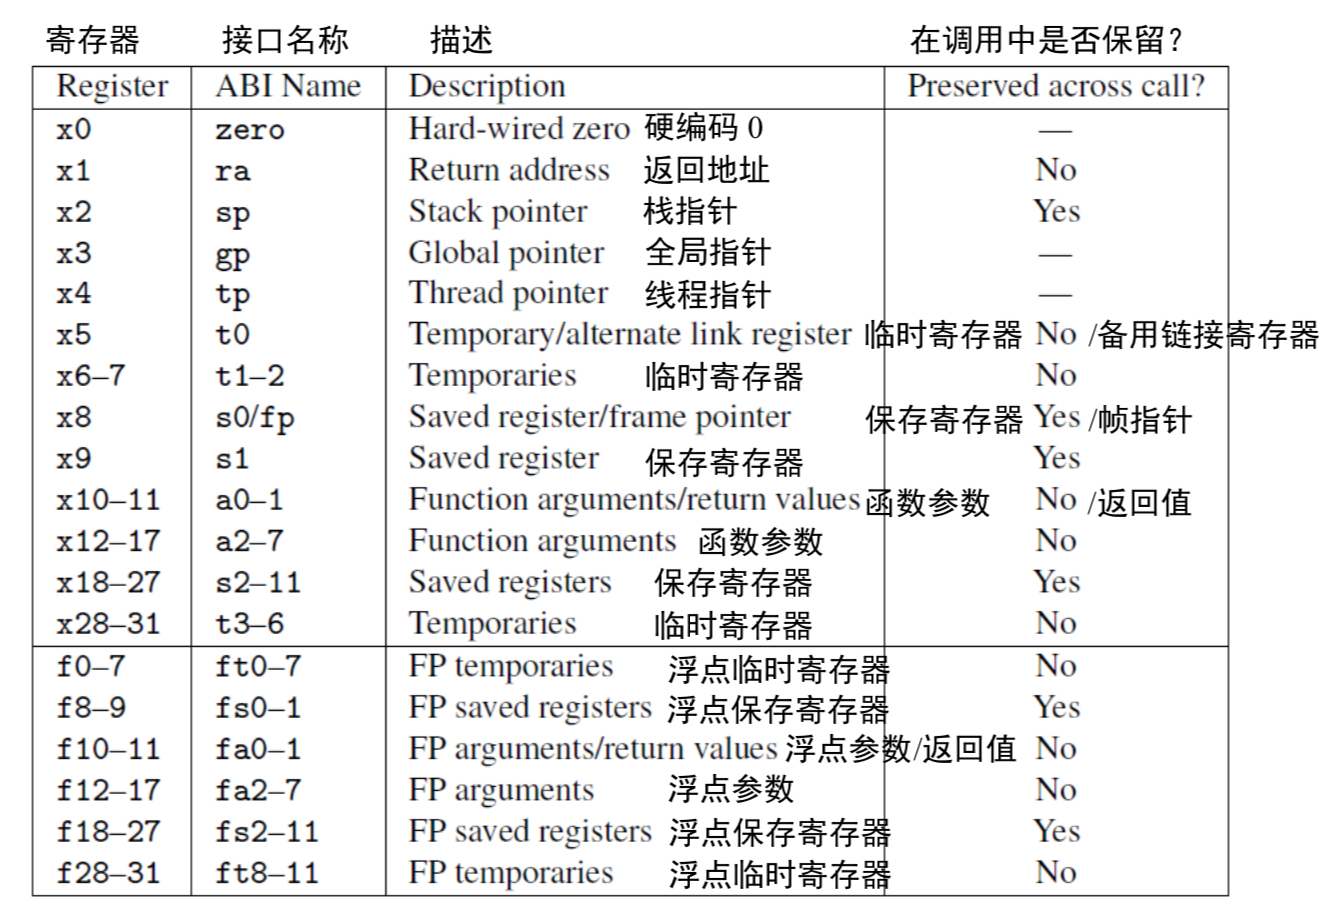 寄存器 接口名称 描述 在调用中是否保留?
Register ABI Name Description Preserved across call?
x0 zero Hard-wired zero 硬编码 0 —
x1 ra Return address 返回地址 No
x2 sp Stack pointer 栈指针 Yes
x3 gp Global pointer 全局指针 —
x4 tp Thread pointer 线程指针 —
x5 t0 Temporary/alternate link register 临时寄存器 No /备用链接寄存器
x6–7 t1–2 Temporaries 临时寄存器 No
x8 s0/fp Saved register/frame pointer 保存寄存器 Yes /帧指针
x9 s1 Saved register 保存寄存器 Yes
x10–11 a0–1 Function arguments/return values 函数参数 No /返回值
x12–17 a2–7 Function arguments 函数参数 No
x18–27 s2–11 Saved registers 保存寄存器 Yes
x28–31 t3–6 Temporaries 临时寄存器 No
f0–7 ft0–7 FP temporaries 浮点临时寄存器 No
f8–9 fs0–1 FP saved registers 浮点保存寄存器 Yes
f10–11 fa0–1 FP arguments/return values 浮点参数/返回值 No
f12–17 fa2–7 FP arguments 浮点参数 No
f18–27 fs2–11 FP saved registers 浮点保存寄存器 Yes
f28–31 ft8–11 FP temporaries 浮点临时寄存器 No